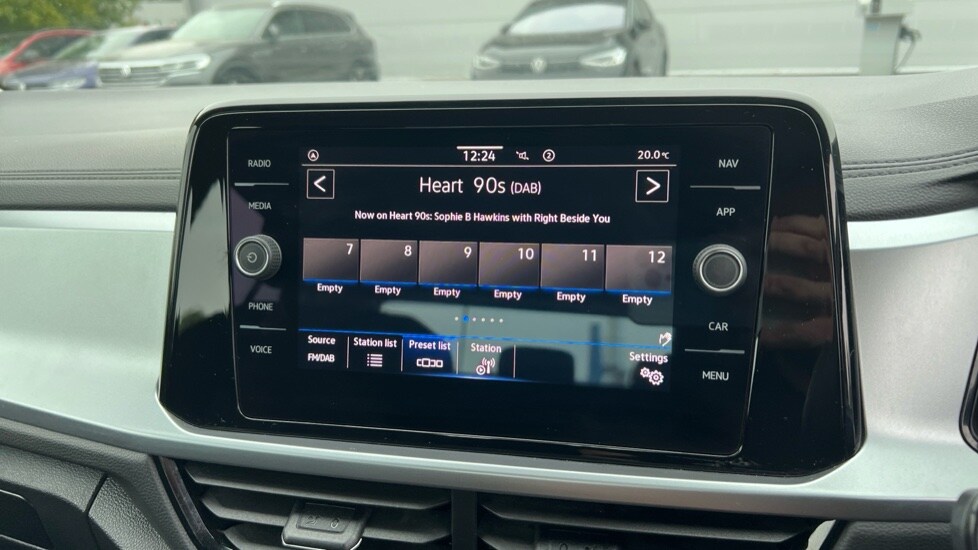 RADIO
MEDIA
PHONE
VOICE
12:24
2
20.0°C
<
Heart 90s (DAB)
>
Now on Heart 90s: Sophie B Hawkins with Right Beside You
7 8 9 10 11 12
Empty Empty Empty Empty Empty Empty
Source
FM/DAB
Station list
Preset list
Station
Settings
NAV
APP
CAR
MENU